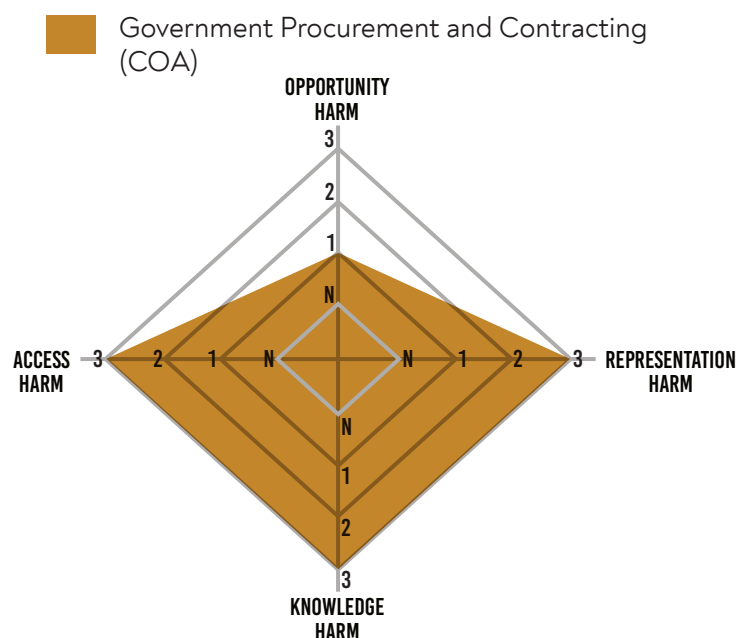 Government Procurement and Contracting
(COA)
OPPORTUNITY
HARM
3
2
1
N
ACCESS
HARM
3 2 1 N N 1 2 3
REPRESENTATION
HARM
N
1
2
3
KNOWLEDGE
HARM